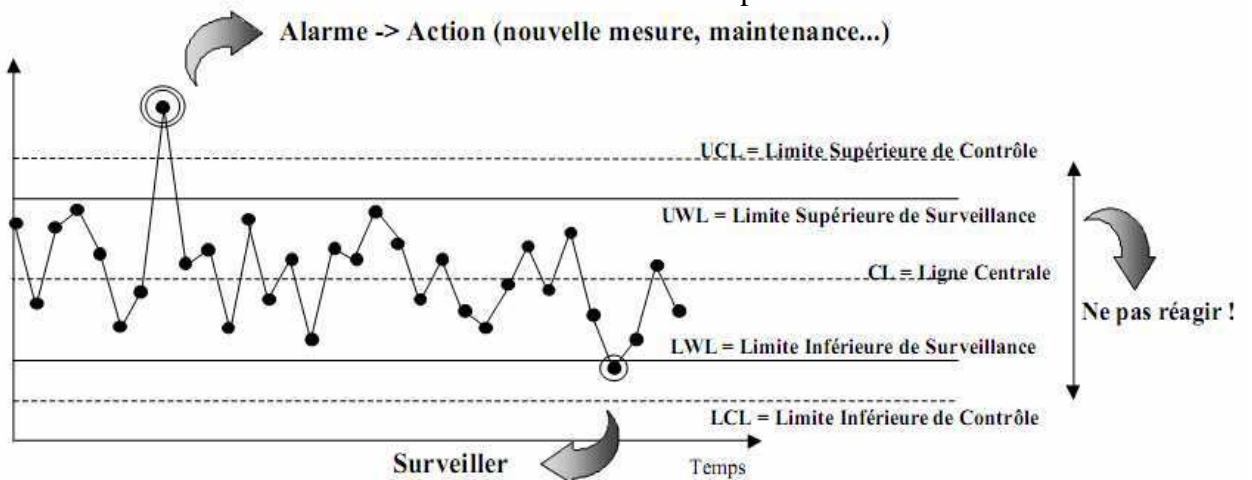 Alarme -> Action (nouvelle mesure, maintenance...)
UCL = Limite Supérieure de Contrôle
UWL = Limite Supérieure de Surveillance
CL = Ligne Centrale
Ne pas réagir !
LWL = Limite Inférieure de Surveillance
LCL = Limite Inférieure de Contrôle
Surveiller
Temps